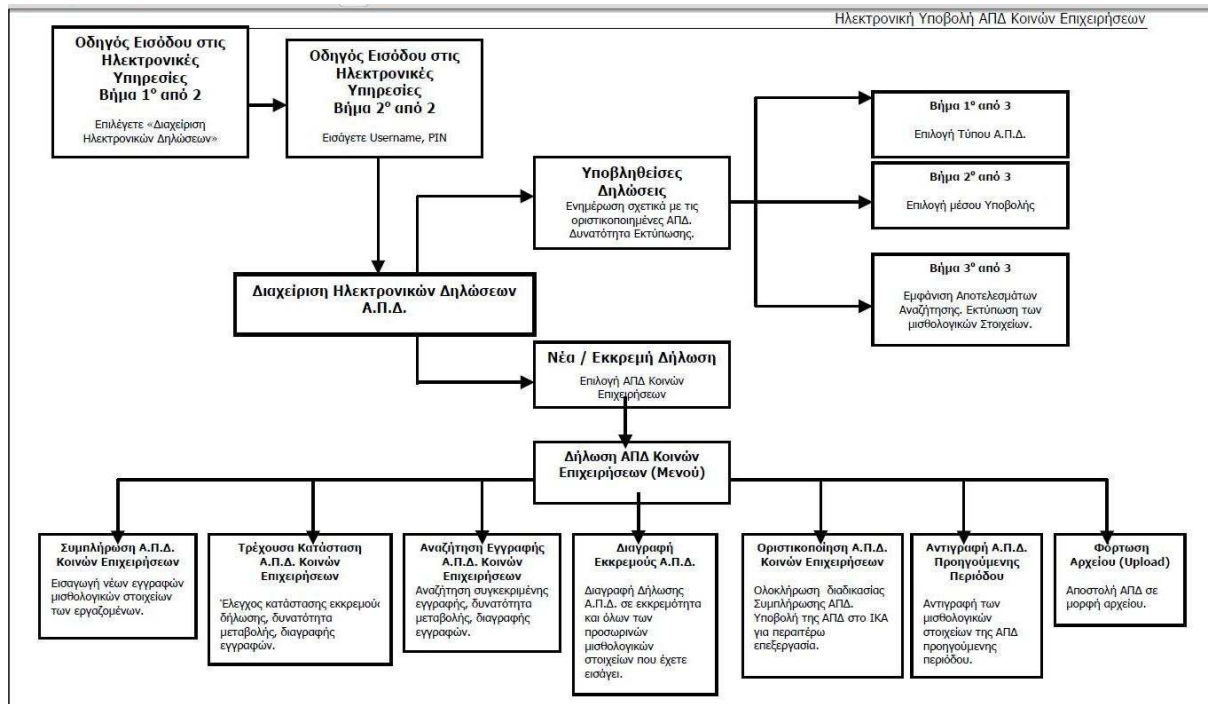 Ηλεκτρονική Υποβολή ΑΠΔ Κοινών Επιχειρήσεων
Οδηγός Εισόδου στις
Ηλεκτρονικές
Υπηρεσίες
Βήμα 1º από 2
Επιλέγετε «Διαχείριση
Ηλεκτρονικών Δηλώσεων»
Οδηγός Εισόδου στις
Ηλεκτρονικές
Υπηρεσίες
Βήμα 2º από 2
Εισάγετε Username, PIN
Βήμα 1º από 3
Επιλογή Τύπου Α.Π.Δ.
Υποβληθείσες
Δηλώσεις
Ενημέρωση σχετικά με τις
οριστικοποιημένες ΑΠΔ.
Δυνατότητα Εκτύπωσης.
Βήμα 2º από 3
Επιλογή μέσου Υποβολής
Βήμα 3º από 3
Εμφάνιση Αποτελεσμάτων
Αναζήτησης. Εκτύπωση των
μισθολογικών Στοιχείων.
Διαχείριση Ηλεκτρονικών Δηλώσεων
Α.Π.Δ.
Νέα / Εκκρεμή Δήλωση
Επιλογή ΑΠΔ Κοινών
Επιχειρήσεων
Δήλωση ΑΠΔ Κοινών
Επιχειρήσεων (Μενού)
Συμπλήρωση Α.Π.Δ.
Κοινών Επιχειρήσεων
Εισαγωγή νέων εγγραφών
μισθολογικών στοιχείων
των εργαζομένων.
Τρέχουσα Κατάσταση
Α.Π.Δ. Κοινών
Επιχειρήσεων
Έλεγχος κατάστασης εκκρεμούς
δήλωσης, δυνατότητα
μεταβολής, διαγραφής
εγγραφών.
Αναζήτηση Εγγραφής
Α.Π.Δ. Κοινών
Επιχειρήσεων
Αναζήτηση συγκεκριμένης
εγγραφής, δυνατότητα
μεταβολής, διαγραφής
εγγραφών.
Διαγραφή
Εκκρεμούς Α.Π.Δ.
Διαγραφή Δήλωσης
Α.Π.Δ. σε εκκρεμότητα
και όλων των
προσωρινών
μισθολογικών
στοιχείων που έχετε
εισάγει.
Οριστικοποίηση Α.Π.Δ.
Κοινών Επιχειρήσεων
Ολοκλήρωση διαδικασίας
Συμπλήρωσης ΑΠΔ.
Υποβολή της ΑΠΔ στο ΙΚΑ
για περαιτέρω
επεξεργασία.
Αντιγραφή Α.Π.Δ.
Προηγούμενης
Περιόδου
Αντιγραφή των
μισθολογικών
στοιχείων της ΑΠΔ
προηγούμενης
περιόδου.
Φόρτωση
Αρχείου (Upload)
Αποστολή ΑΠΔ σε
μορφή αρχείου.